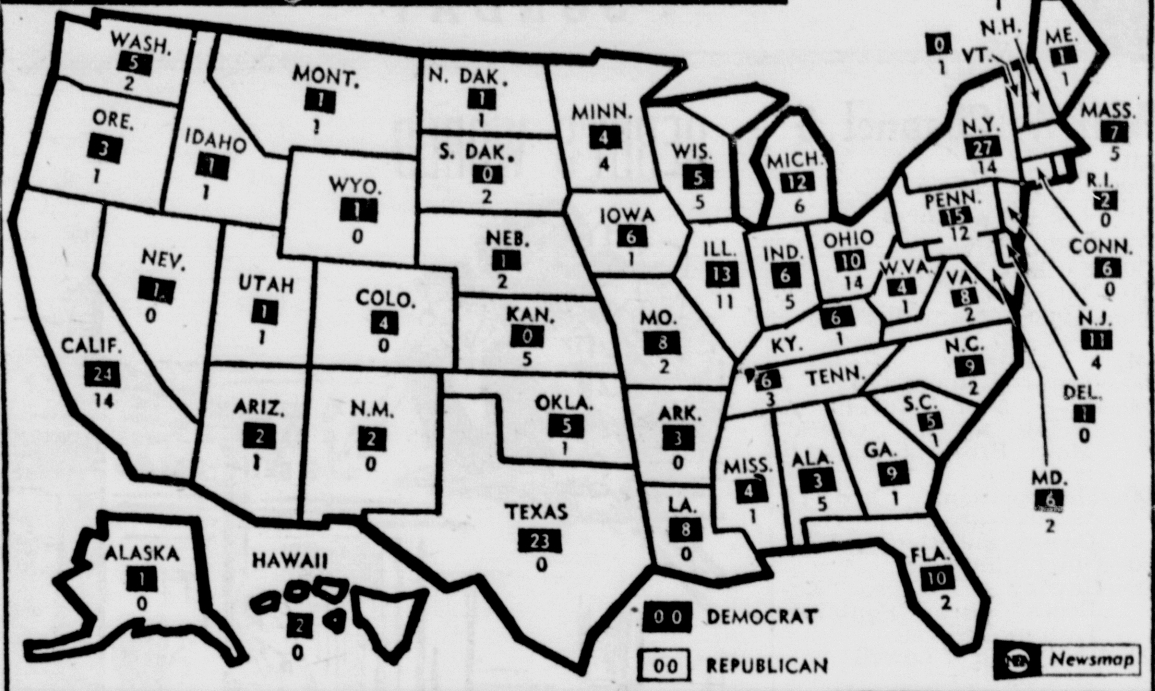 WASH.
5
2
ORE.
3
1
IDAHO
1
1
MONT.
1
1
N. DAK.
1
1
S. DAK.
0
2
WYO.
1
0
NEB.
1
2
NEV.
1
0
UTAH
1
1
COLO.
4
0
KAN.
0
5
CALIF.
24
14
ARIZ.
2
1
N.M.
2
0
OKLA.
5
1
TEXAS
23
0
MINN.
4
4
IOWA
6
1
MO.
8
2
ARK.
3
0
LA.
8
0
WIS.
5
5
ILL.
13
11
MICH.
12
6
IND.
6
5
OHIO
10
14
KY.
6
1
TENN.
6
3
MISS.
4
1
ALA.
3
5
GA.
9
1
FLA.
10
2
S.C.
5
1
N.C.
9
2
VA.
8
2
W.VA.
4
1
PENN.
15
12
N.Y.
27
14
0
1
VT.
N.H.
ME.
1
1
MASS.
7
5
R.I.
2
0
CONN.
6
0
N.J.
11
4
DEL.
1
0
MD.
6
2
ALASKA
1
0
HAWAII
2
0
00 DEMOCRAT
00 REPUBLICAN
NEA Newsmap